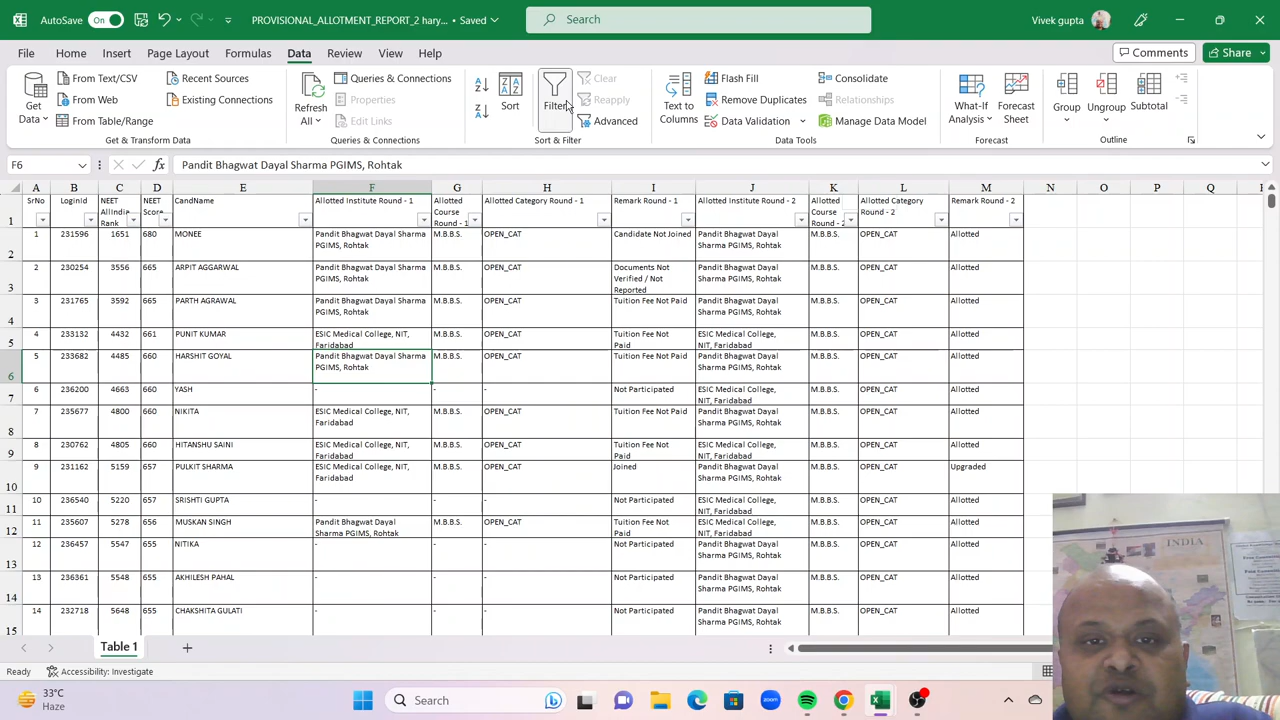 AutoSave On PROVISIONAL_ALLOTMENT_REPORT_2 hary... • Saved Search Vivek gupta
File Home Insert Page Layout Formulas Data Review View Help Comments Share
Get Data From Text/CSV From Web From Table/Range Recent Sources Existing Connections
Get & Transform Data
Refresh All Queries & Connections Properties Edit Links
Queries & Connections
Sort Filter Clear Reapply Advanced
Sort & Filter
Text to Columns Flash Fill Remove Duplicates Data Validation Consolidate Relationships Manage Data Model
Data Tools
What-If Analysis Forecast Sheet
Forecast
Group Ungroup Subtotal
Outline
F6 fx Pandit Bhagwat Dayal Sharma PGIMS, Rohtak
A B C D E F G H I J K L M N O P Q
1 SrNo LoginId NEET AllIndia Rank NEET Score CandName Allotted Institute Round - 1 Allotted Course Round - 1 Allotted Category Round - 1 Remark Round - 1 Allotted Institute Round - 2 Allotted Course Round - 2 Allotted Category Round - 2 Remark Round - 2
2 1 231596 1651 680 MONEE Pandit Bhagwat Dayal Sharma PGIMS, Rohtak M.B.B.S. OPEN_CAT Candidate Not Joined Pandit Bhagwat Dayal Sharma PGIMS, Rohtak M.B.B.S. OPEN_CAT Allotted
3 2 230254 3556 665 ARPIT AGGARWAL Pandit Bhagwat Dayal Sharma PGIMS, Rohtak M.B.B.S. OPEN_CAT Documents Not Verified / Not Reported Pandit Bhagwat Dayal Sharma PGIMS, Rohtak M.B.B.S. OPEN_CAT Allotted
4 3 231765 3592 665 PARTH AGRAWAL Pandit Bhagwat Dayal Sharma PGIMS, Rohtak M.B.B.S. OPEN_CAT Tuition Fee Not Paid Pandit Bhagwat Dayal Sharma PGIMS, Rohtak M.B.B.S. OPEN_CAT Allotted
5 4 233132 4432 661 PUNIT KUMAR ESIC Medical College, NIT, Faridabad M.B.B.S. OPEN_CAT Tuition Fee Not Paid ESIC Medical College, NIT, Faridabad M.B.B.S. OPEN_CAT Allotted
6 5 233682 4485 660 HARSHIT GOYAL Pandit Bhagwat Dayal Sharma PGIMS, Rohtak M.B.B.S. OPEN_CAT Tuition Fee Not Paid Pandit Bhagwat Dayal Sharma PGIMS, Rohtak M.B.B.S. OPEN_CAT Allotted
7 6 236200 4663 660 YASH - - - Not Participated ESIC Medical College, NIT, Faridabad M.B.B.S. OPEN_CAT Allotted
8 7 235677 4800 660 NIKITA ESIC Medical College, NIT, Faridabad M.B.B.S. OPEN_CAT Tuition Fee Not Paid Pandit Bhagwat Dayal Sharma PGIMS, Rohtak M.B.B.S. OPEN_CAT Allotted
9 8 230762 4805 660 HITANSHU SAINI ESIC Medical College, NIT, Faridabad M.B.B.S. OPEN_CAT Tuition Fee Not Paid ESIC Medical College, NIT, Faridabad M.B.B.S. OPEN_CAT Allotted
10 9 231162 5159 657 PULKIT SHARMA ESIC Medical College, NIT, Faridabad M.B.B.S. OPEN_CAT Joined Pandit Bhagwat Dayal Sharma PGIMS, Rohtak M.B.B.S. OPEN_CAT Upgraded
11 10 236540 5220 657 SRISHTI GUPTA - - - Not Participated ESIC Medical College, NIT, Faridabad M.B.B.S. OPEN_CAT Allotted
12 11 235607 5278 656 MUSKAN SINGH Pandit Bhagwat Dayal Sharma PGIMS, Rohtak M.B.B.S. OPEN_CAT Tuition Fee Not Paid ESIC Medical College, NIT, Faridabad M.B.B.S. OPEN_CAT Allotted
13 12 236457 5547 655 NITIKA - - - Not Participated Pandit Bhagwat Dayal Sharma PGIMS, Rohtak M.B.B.S. OPEN_CAT Allotted
14 13 236361 5548 655 AKHILESH PAHAL - - - Not Participated Pandit Bhagwat Dayal Sharma PGIMS, Rohtak M.B.B.S. OPEN_CAT Allotted
15 14 232718 5648 655 CHAKSHITA GULATI - - - Not Participated Pandit Bhagwat Dayal Sharma PGIMS, Rohtak M.B.B.S. OPEN_CAT Allotted
INDIA
Table 1
Ready Accessibility: Investigate
33°C Haze Search